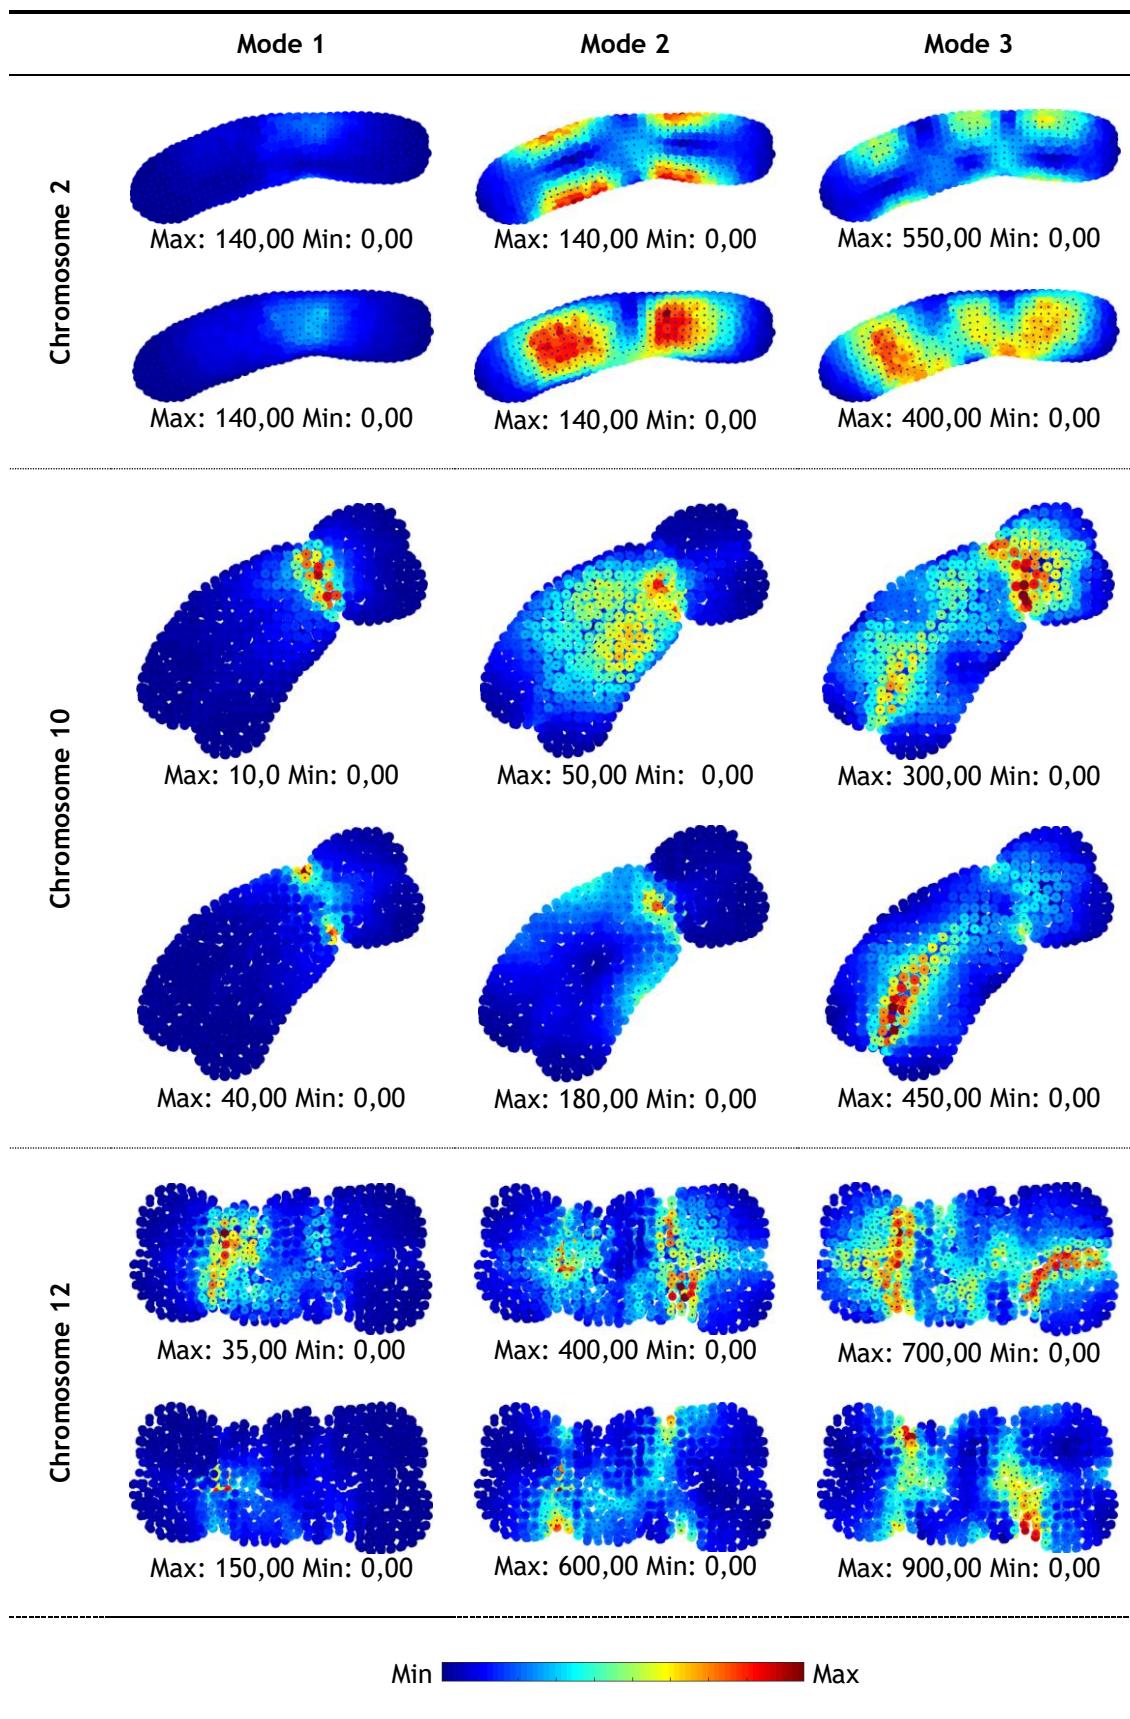 Mode 1 Mode 2 Mode 3
Chromosome 2
Max: 140,00 Min: 0,00 Max: 140,00 Min: 0,00 Max: 550,00 Min: 0,00
Max: 140,00 Min: 0,00 Max: 140,00 Min: 0,00 Max: 400,00 Min: 0,00
Chromosome 10
Max: 10,0 Min: 0,00 Max: 50,00 Min: 0,00 Max: 300,00 Min: 0,00
Max: 40,00 Min: 0,00 Max: 180,00 Min: 0,00 Max: 450,00 Min: 0,00
Chromosome 12
Max: 35,00 Min: 0,00 Max: 400,00 Min: 0,00 Max: 700,00 Min: 0,00
Max: 150,00 Min: 0,00 Max: 600,00 Min: 0,00 Max: 900,00 Min: 0,00
Min Max